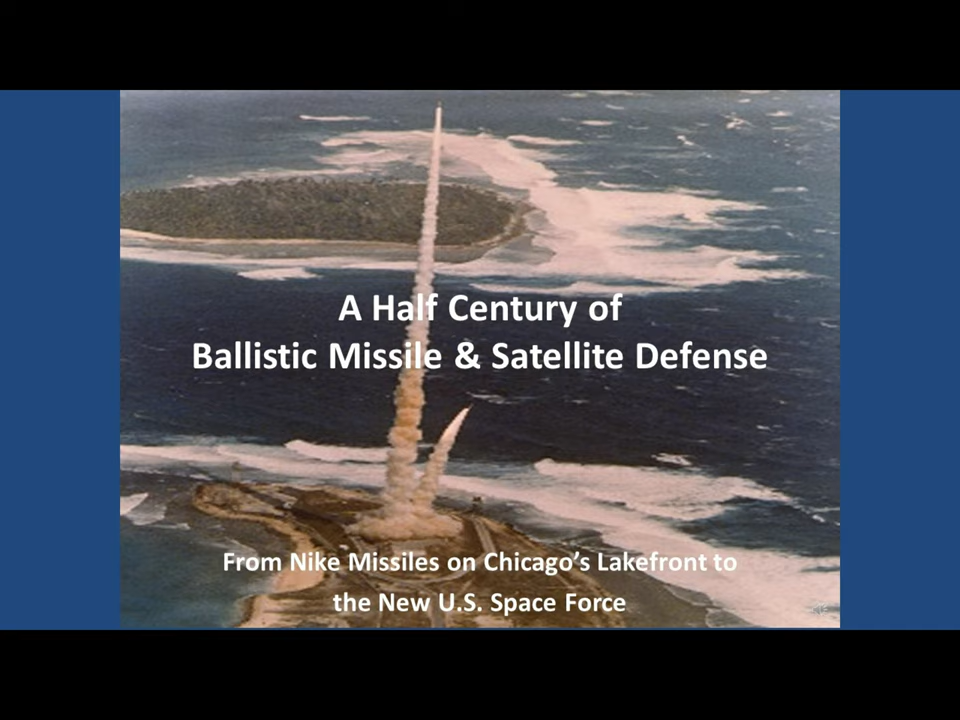 A Half Century of
Ballistic Missile & Satellite Defense
From Nike Missiles on Chicago’s Lakefront to
the New U.S. Space Force